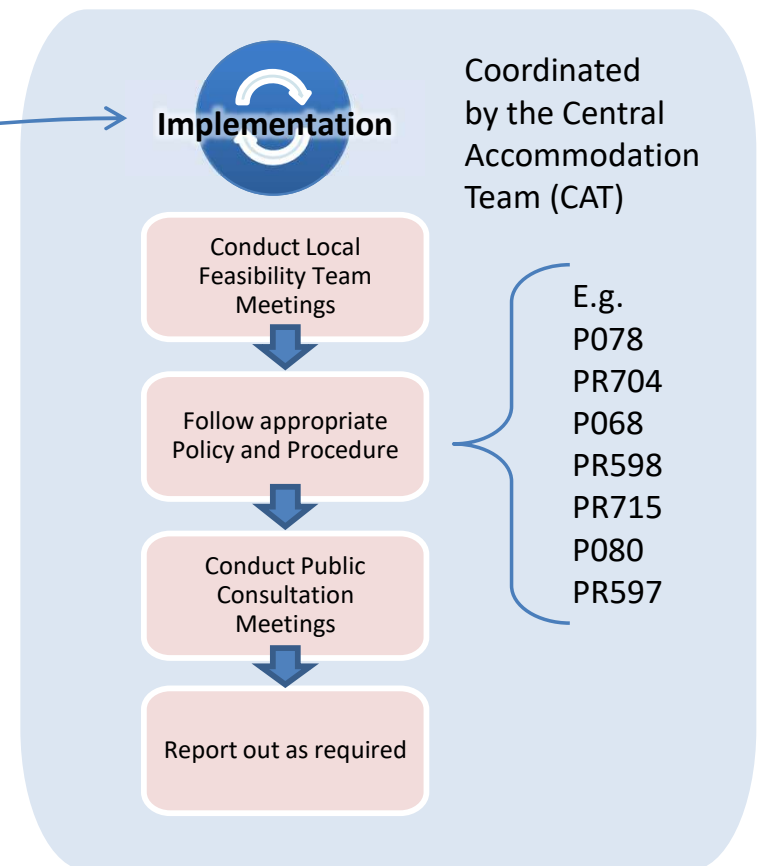 Implementation
Coordinated
by the Central
Accommodation
Team (CAT)
Conduct Local
Feasibility Team
Meetings
Follow appropriate
Policy and Procedure
E.g.
P078
PR704
P068
PR598
PR715
P080
PR597
Conduct Public
Consultation
Meetings
Report out as required